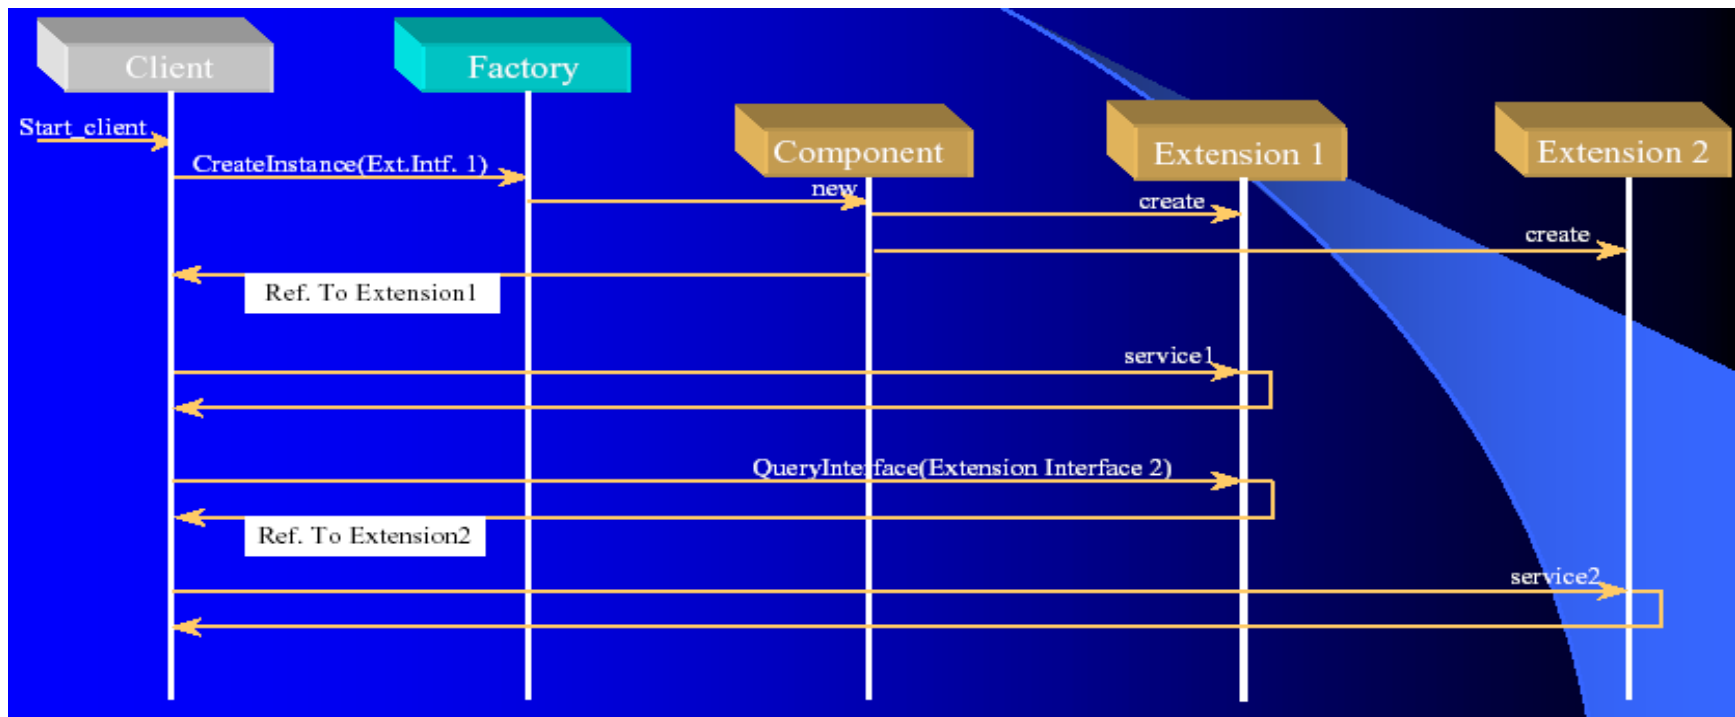 Client
Factory
Component
Extension 1
Extension 2
Start_client
CreateInstance(Ext.Intf. 1)
new
create
create
Ref. To Extension1
service1
QueryInterface(Extension Interface 2)
Ref. To Extension2
service2